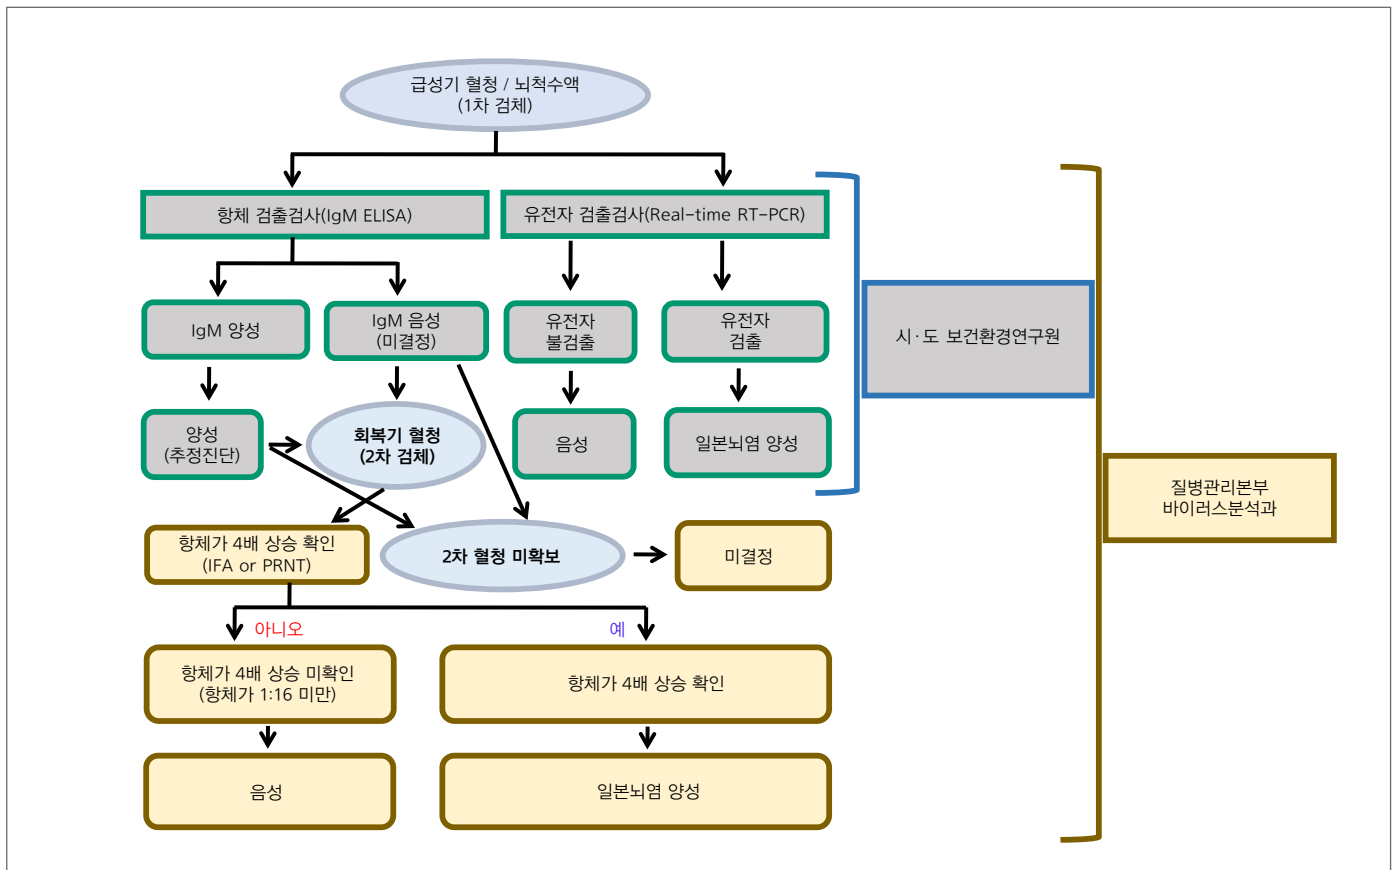 급성기 혈청 / 뇌척수액
(1차 검체)
항체 검출검사(IgM ELISA)
유전자 검출검사(Real-time RT-PCR)
IgM 양성
IgM 음성
(미결정)
유전자
불검출
유전자
검출
시·도 보건환경연구원
양성
(추정진단)
회복기 혈청
(2차 검체)
음성
일본뇌염 양성
질병관리본부
바이러스분석과
항체가 4배 상승 확인
(IFA or PRNT)
2차 혈청 미확보
미결정
아니오
예
항체가 4배 상승 미확인
(항체가 1:16 미만)
항체가 4배 상승 확인
음성
일본뇌염 양성